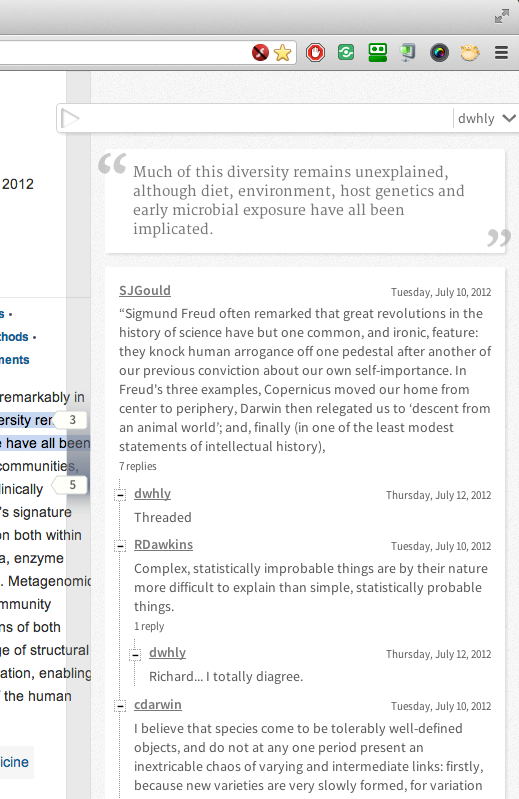 dwhly
2012
Much of this diversity remains unexplained,
although diet, environment, host genetics and
early microbial exposure have all been
implicated.
s •
thods •
ments
remarkably in
ersity rem
e have all been
communities,
linically
's signature
on both within
a, enzyme
. Metagenomic
mmunity
ns of both
ge of structural
ation, enabling
f the human
icine
3
5
SJGould
Tuesday, July 10, 2012
“Sigmund Freud often remarked that great revolutions in the
history of science have but one common, and ironic, feature:
they knock human arrogance off one pedestal after another of
our previous conviction about our own self-importance. In
Freud's three examples, Copernicus moved our home from
center to periphery, Darwin then relegated us to ‘descent from
an animal world’; and, finally (in one of the least modest
statements of intellectual history),
7 replies
dwhly
Thursday, July 12, 2012
Threaded
RDawkins
Tuesday, July 10, 2012
Complex, statistically improbable things are by their nature
more difficult to explain than simple, statistically probable
things.
1 reply
dwhly
Thursday, July 12, 2012
Richard... I totally diagree.
cdarwin
Tuesday, July 10, 2012
I believe that species come to be tolerably well-defined
objects, and do not at any one period present an
inextricable chaos of varying and intermediate links: firstly,
because new varieties are very slowly formed, for variation